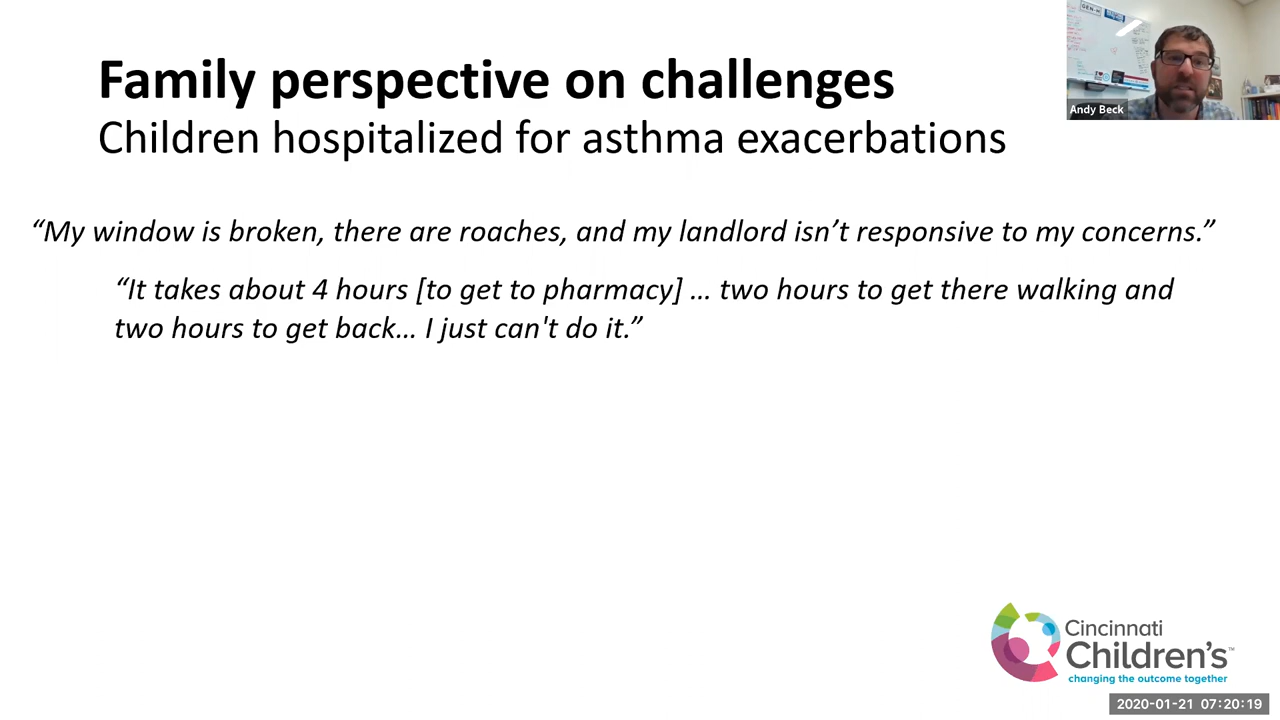 Family perspective on challenges
Children hospitalized for asthma exacerbations
Andy Beck
“My window is broken, there are roaches, and my landlord isn’t responsive to my concerns.”
“It takes about 4 hours [to get to pharmacy] … two hours to get there walking and
two hours to get back… I just can't do it.”
Cincinnati
Children’s™
changing the outcome together
2020-01-21 07:20:19